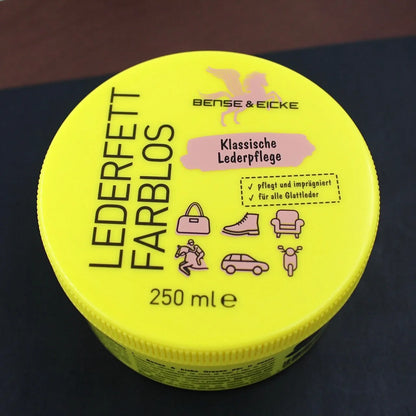 BENSE & EICKE
LEDERFETT
FARBLOS
Klassische
Lederpflege
✓ pflegt und imprägniert
✓ für alle Glattleder
250 ml e